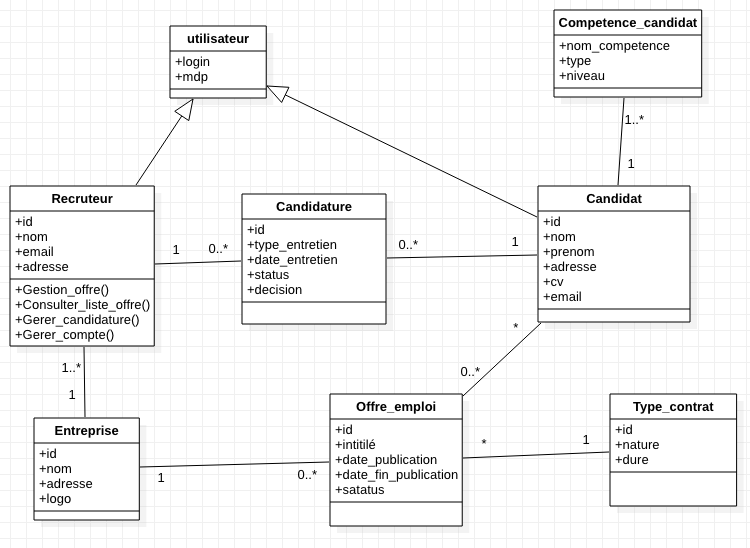 utilisateur
+login
+mdp
Competence_candidat
+nom_competence
+type
+niveau
1..*
1
Recruteur
+id
+nom
+email
+adresse
+Gestion_offre()
+Consulter_liste_offre()
+Gerer_candidature()
+Gerer_compte()
1
0..*
Candidature
+id
+type_entretien
+date_entretien
+status
+decision
0..*
1
Candidat
+id
+nom
+prenom
+adresse
+cv
+email
*
0..*
1..*
1
Entreprise
+id
+nom
+adresse
+logo
1
0..*
Offre_emploi
+id
+intitilé
+date_publication
+date_fin_publication
+satatus
*
1
Type_contrat
+id
+nature
+dure